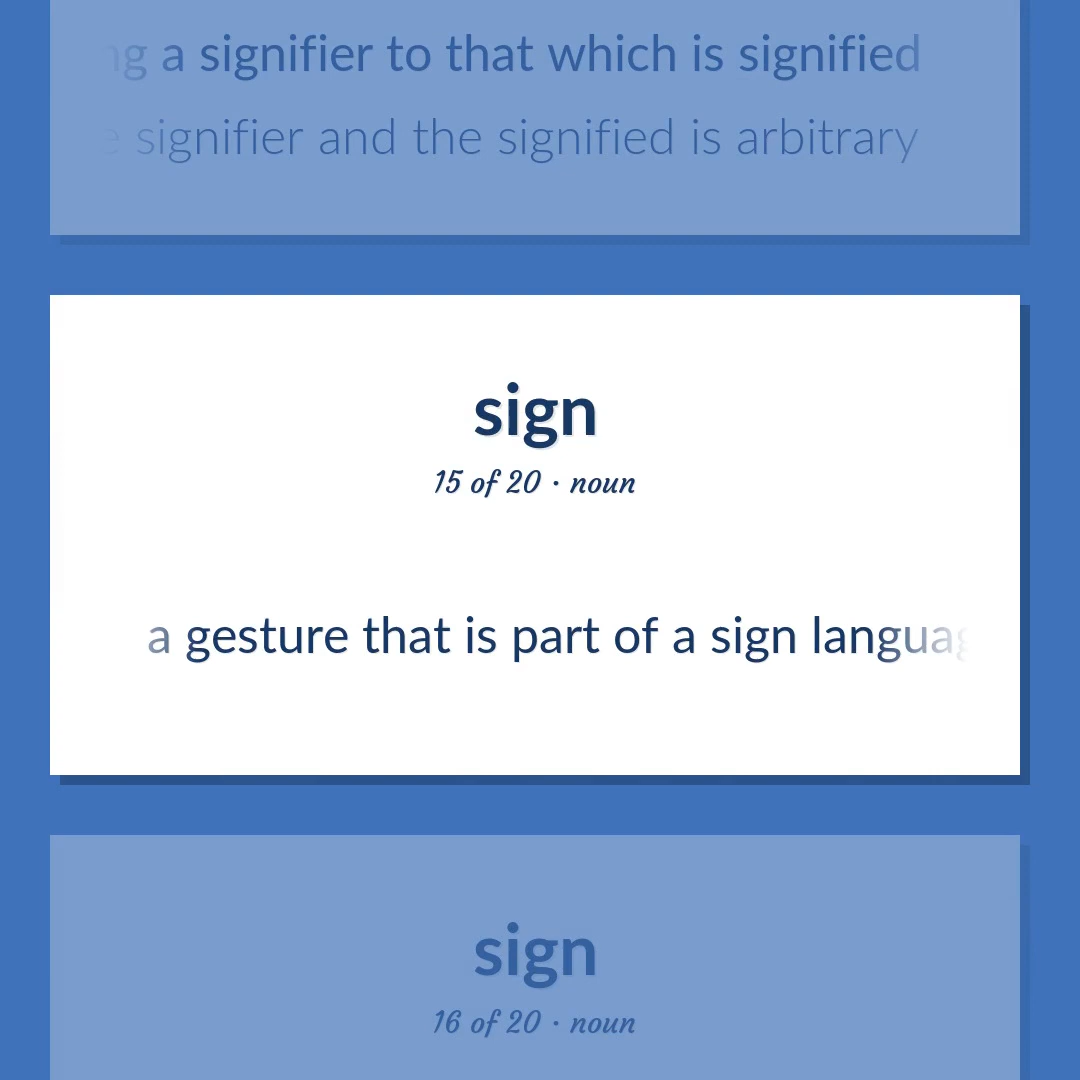 a signifier to that which is signified
signifier and the signified is arbitrary
sign
15 of 20 · noun
a gesture that is part of a sign
sign
16 of 20 · noun